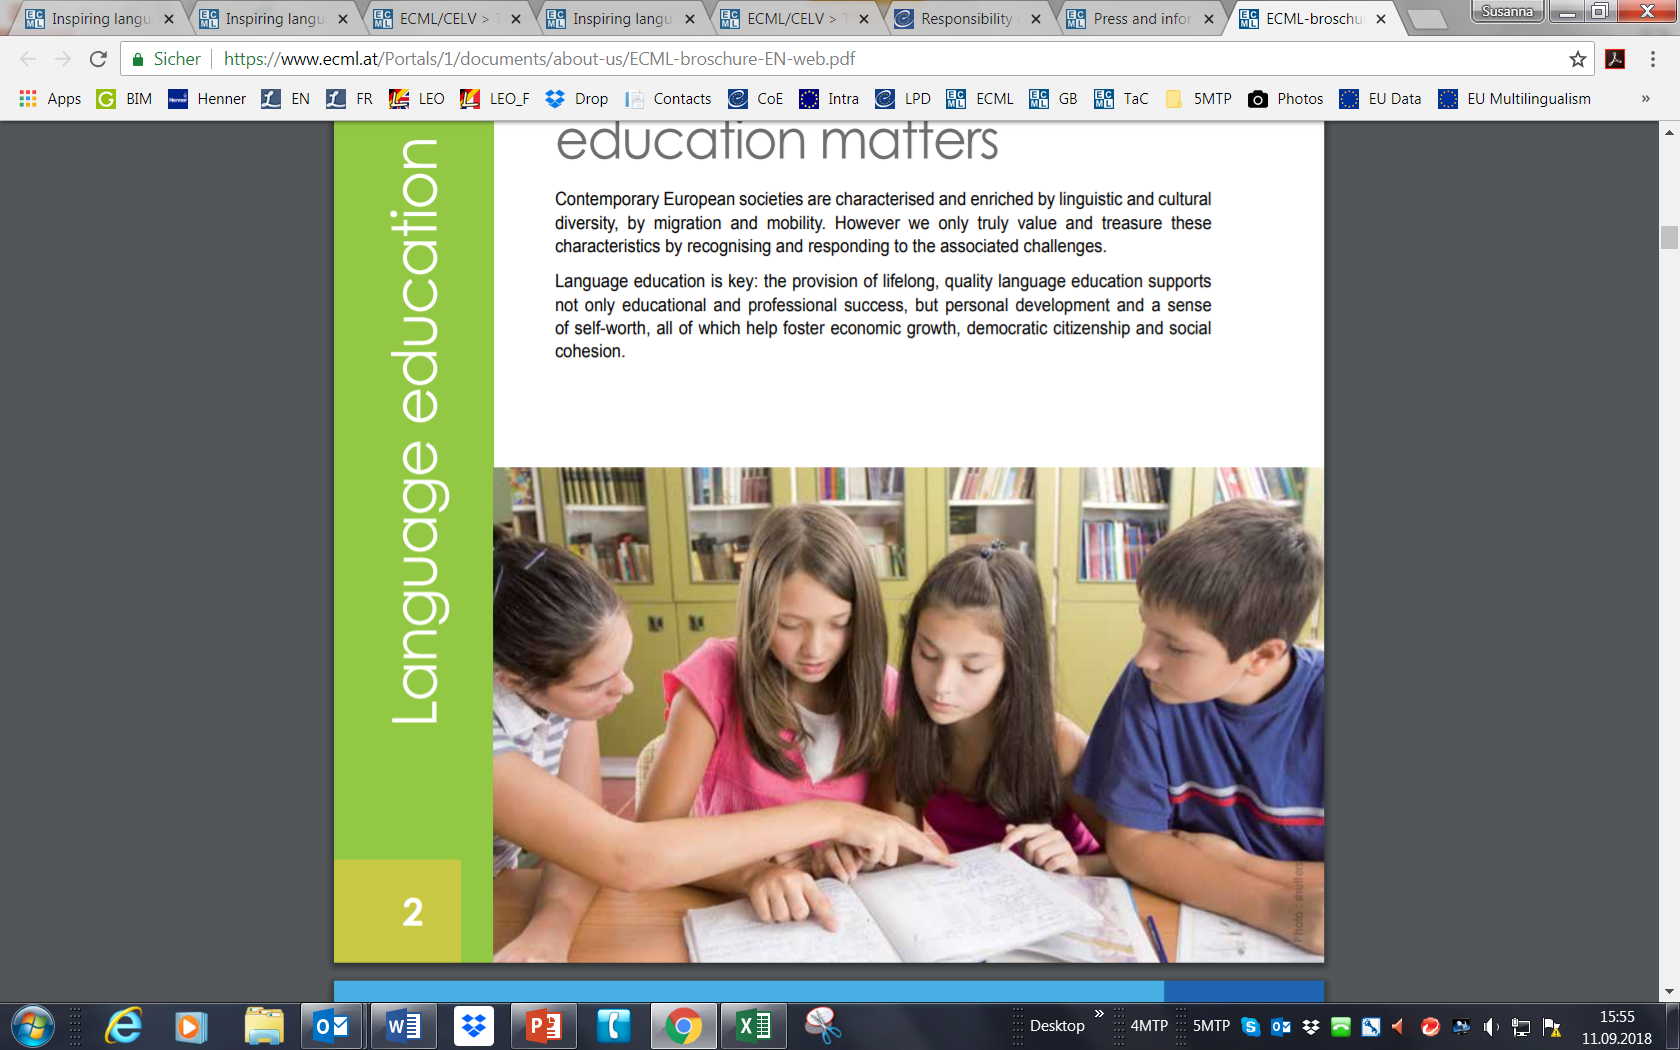 Inspiring langu
Inspiring langu
ECML/CELV > T
Inspiring langu
ECML/CELV > T
Responsibility
Press and infor
ECML-broschu
Susanna
Sicher
https://www.ecml.at/Portals/1/documents/about-us/ECML-broschure-EN-web.pdf
Apps
BIM
Henner
EN
FR
LEO
LEO_F
Drop
Contacts
CoE
Intra
LPD
ECML
GB
TaC
5MTP
Photos
EU Data
EU Multilingualism
»
Language education
education matters
Contemporary European societies are characterised and enriched by linguistic and cultural
diversity, by migration and mobility. However we only truly value and treasure these
characteristics by recognising and responding to the associated challenges.
Language education is key: the provision of lifelong, quality language education supports
not only educational and professional success, but personal development and a sense
of self-worth, all of which help foster economic growth, democratic citizenship and social
cohesion.
2
Desktop
»
4MTP
5MTP
15:55
11.09.2018